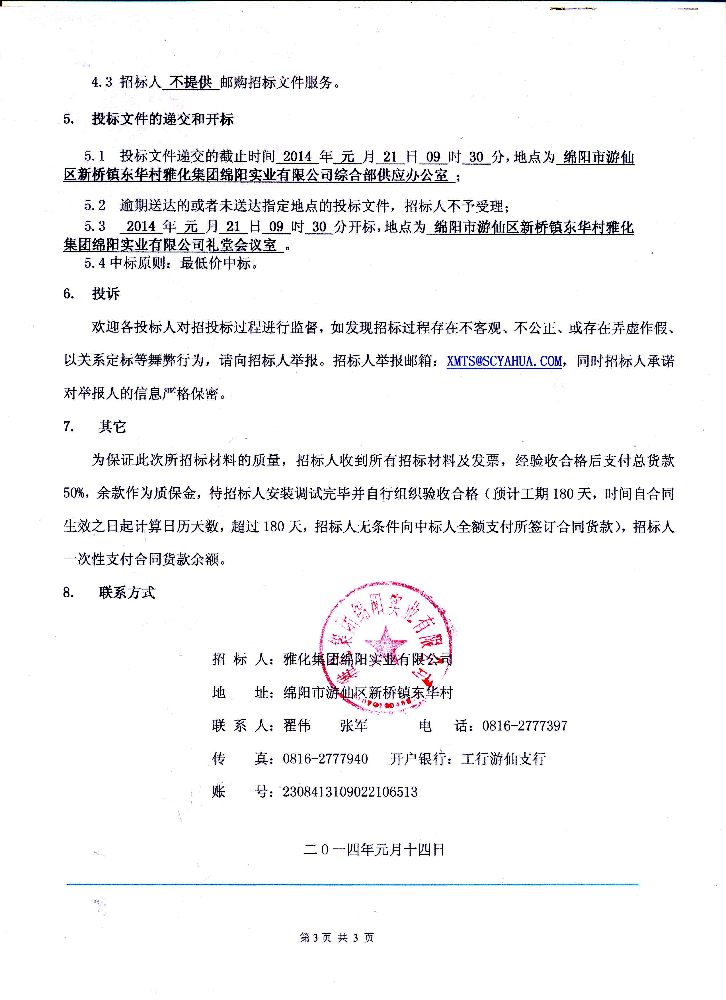 4.3 招标人 不提供 邮购招标文件服务。
5. 投标文件的递交和开标
5.1 投标文件递交的截止时间 2014 年 元 月 21 日 09 时 30 分，地点为 绵阳市游仙
区新桥镇东华村雅化集团绵阳实业有限公司综合部供应办公室 ；
5.2 逾期送达的或者未送达指定地点的投标文件，招标人不予受理；
5.3 2014 年 元 月 21 日 09 时 30 分开标，地点为 绵阳市游仙区新桥镇东华村雅化
集团绵阳实业有限公司礼堂会议室 。
5.4 中标原则：最低价中标。
6. 投诉
欢迎各投标人对招投标过程进行监督，如发现招标过程存在不客观、不公正、或存在弄虚作假、
以关系定标等舞弊行为，请向招标人举报。招标人举报邮箱：XMTS@SCYAHUA.COM，同时招标人承诺
对举报人的信息严格保密。
7. 其它
为保证此次所招标材料的质量，招标人收到所有招标材料及发票，经验收合格后支付总货款
50%，余款作为质保金，待招标人安装调试完毕并自行组织验收合格（预计工期 180 天，时间自合同
生效之日起计算日历天数，超过 180 天，招标人无条件向中标人全额支付所签订合同货款），招标人
一次性支付合同货款余额。
8. 联系方式
雅化集团绵阳实业有限公司
招 标 人：雅化集团绵阳实业有限公司
地 址：绵阳市游仙区新桥镇东华村
联 系 人：翟伟 张军 电 话：0816-2777397
传 真：0816-2777940 开户银行：工行游仙支行
账 号：2308413109022106513
二０一四年元月十四日
第 3 页 共 3 页